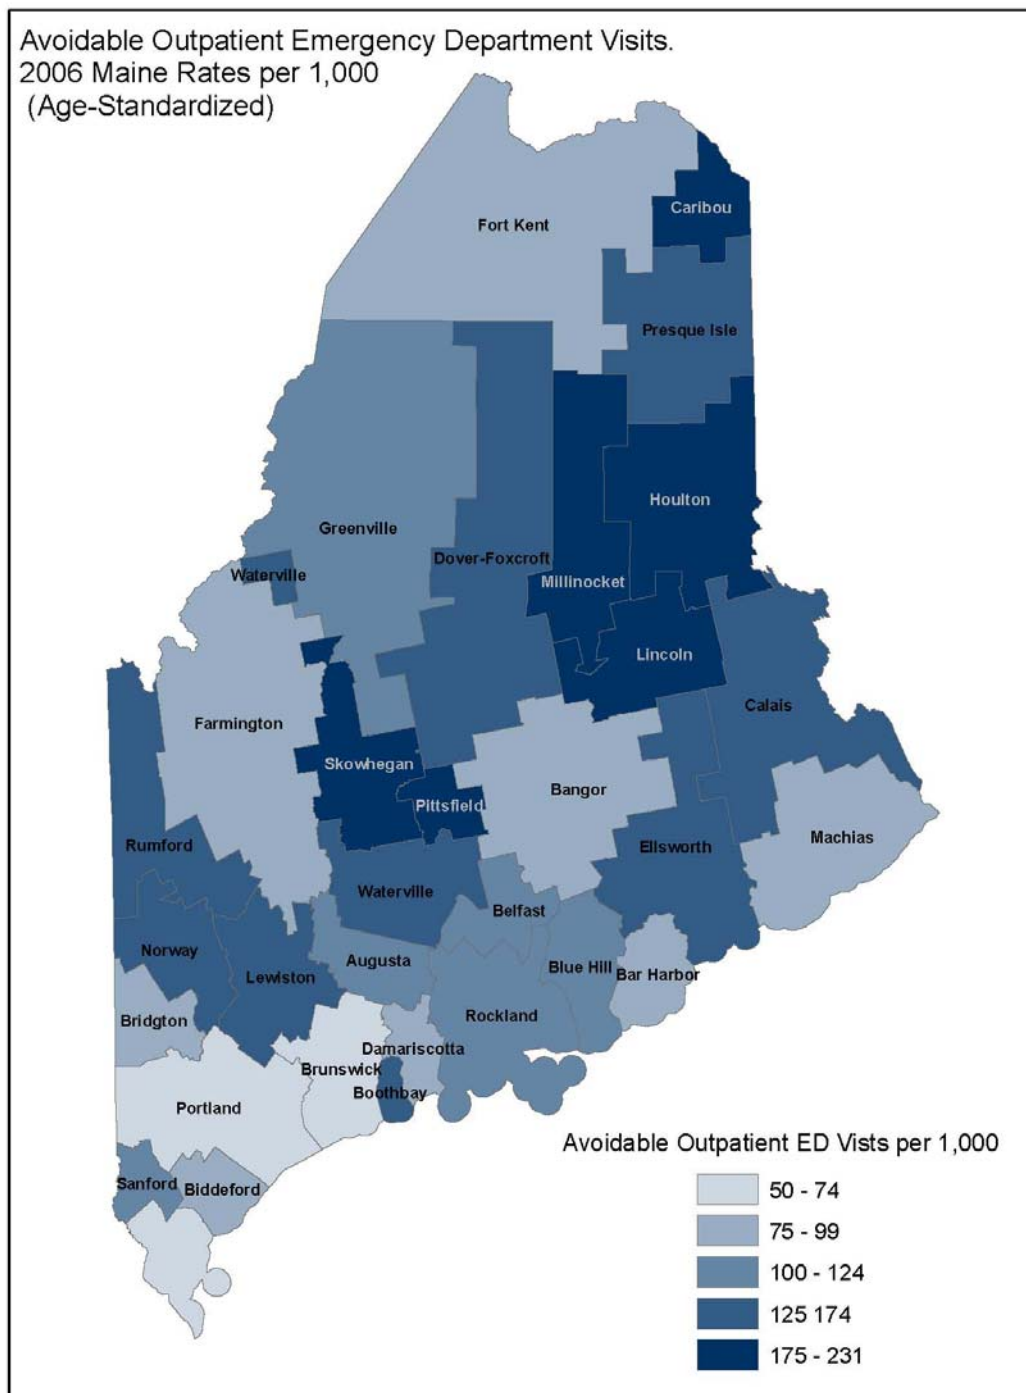 Avoidable Outpatient Emergency Department Visits.
2006 Maine Rates per 1,000
(Age-Standardized)
Caribou
Fort Kent
Presque Isle
Houlton
Greenville
Dover-Foxcroft
Waterville
Millinocket
Lincoln
Calais
Farmington
Skowhegan
Bangor
Pittsfield
Machias
Rumford
Ellsworth
Waterville
Belfast
Norway
Augusta
Blue Hill
Bar Harbor
Lewiston
Rockland
Bridgton
Damariscotta
Brunswick
Boothbay
Portland
Sanford
Biddeford
Avoidable Outpatient ED Vists per 1,000
50 - 74
75 - 99
100 - 124
125 174
175 - 231